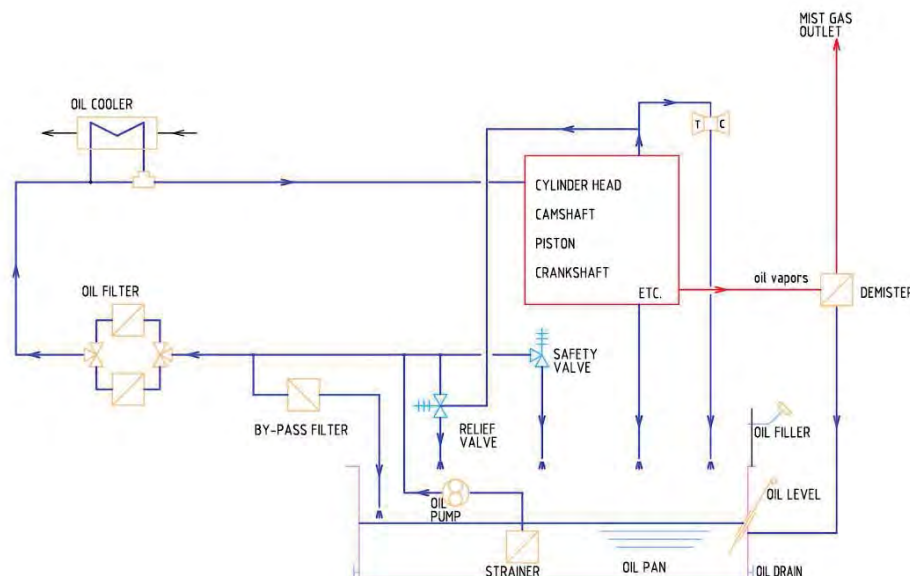 MIST GAS
OUTLET
OIL COOLER
T C
CYLINDER HEAD
CAMSHAFT
PISTON
CRANKSHAFT
ETC.
oil vapors
DEMISTER
OIL FILTER
SAFETY
VALVE
BY-PASS FILTER
RELIEF
VALVE
OIL FILLER
OIL LEVEL
OIL
PUMP
STRAINER
OIL PAN
OIL DRAIN